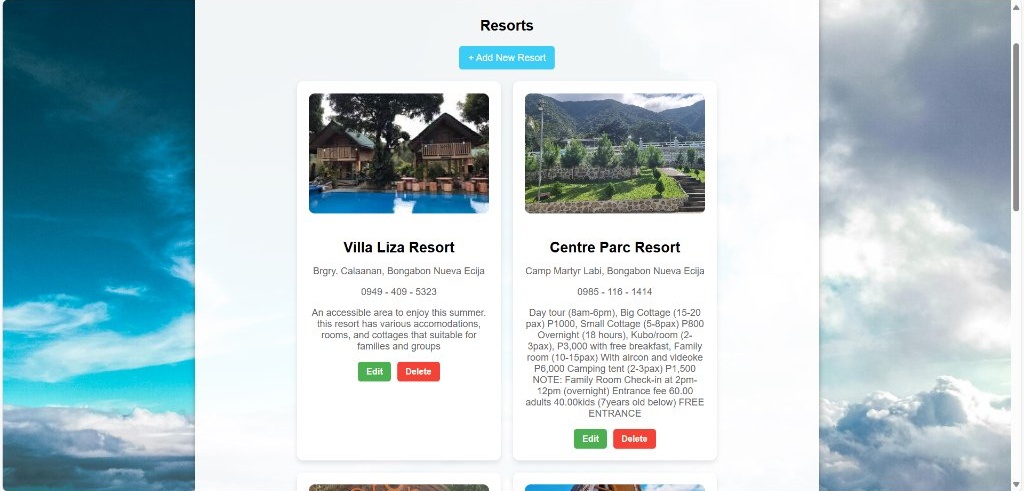 Resorts
+ Add New Resort
Villa Liza Resort
Brgry. Calaanan, Bongabon Nueva Ecija
0949 - 409 - 5323
An accessible area to enjoy this summer.
this resort has various accomodations,
rooms, and cottages that suitable for
families and groups
Edit Delete
Centre Parc Resort
Camp Martyr Labi, Bongabon Nueva Ecija
0985 - 116 - 1414
Day tour (8am-6pm), Big Cottage (15-20
pax) P1000, Small Cottage (5-8pax) P800
Overnight (18 hours), Kubo/room (2-
3pax), P3,000 with free breakfast, Family
room (10-15pax) With aircon and videoke
P6,000 Camping tent (2-3pax) P1,500
NOTE: Family Room Check-in at 2pm-
12pm (overnight) Entrance fee 60.00
adults 40.00kids (7years old below) FREE
ENTRANCE
Edit Delete